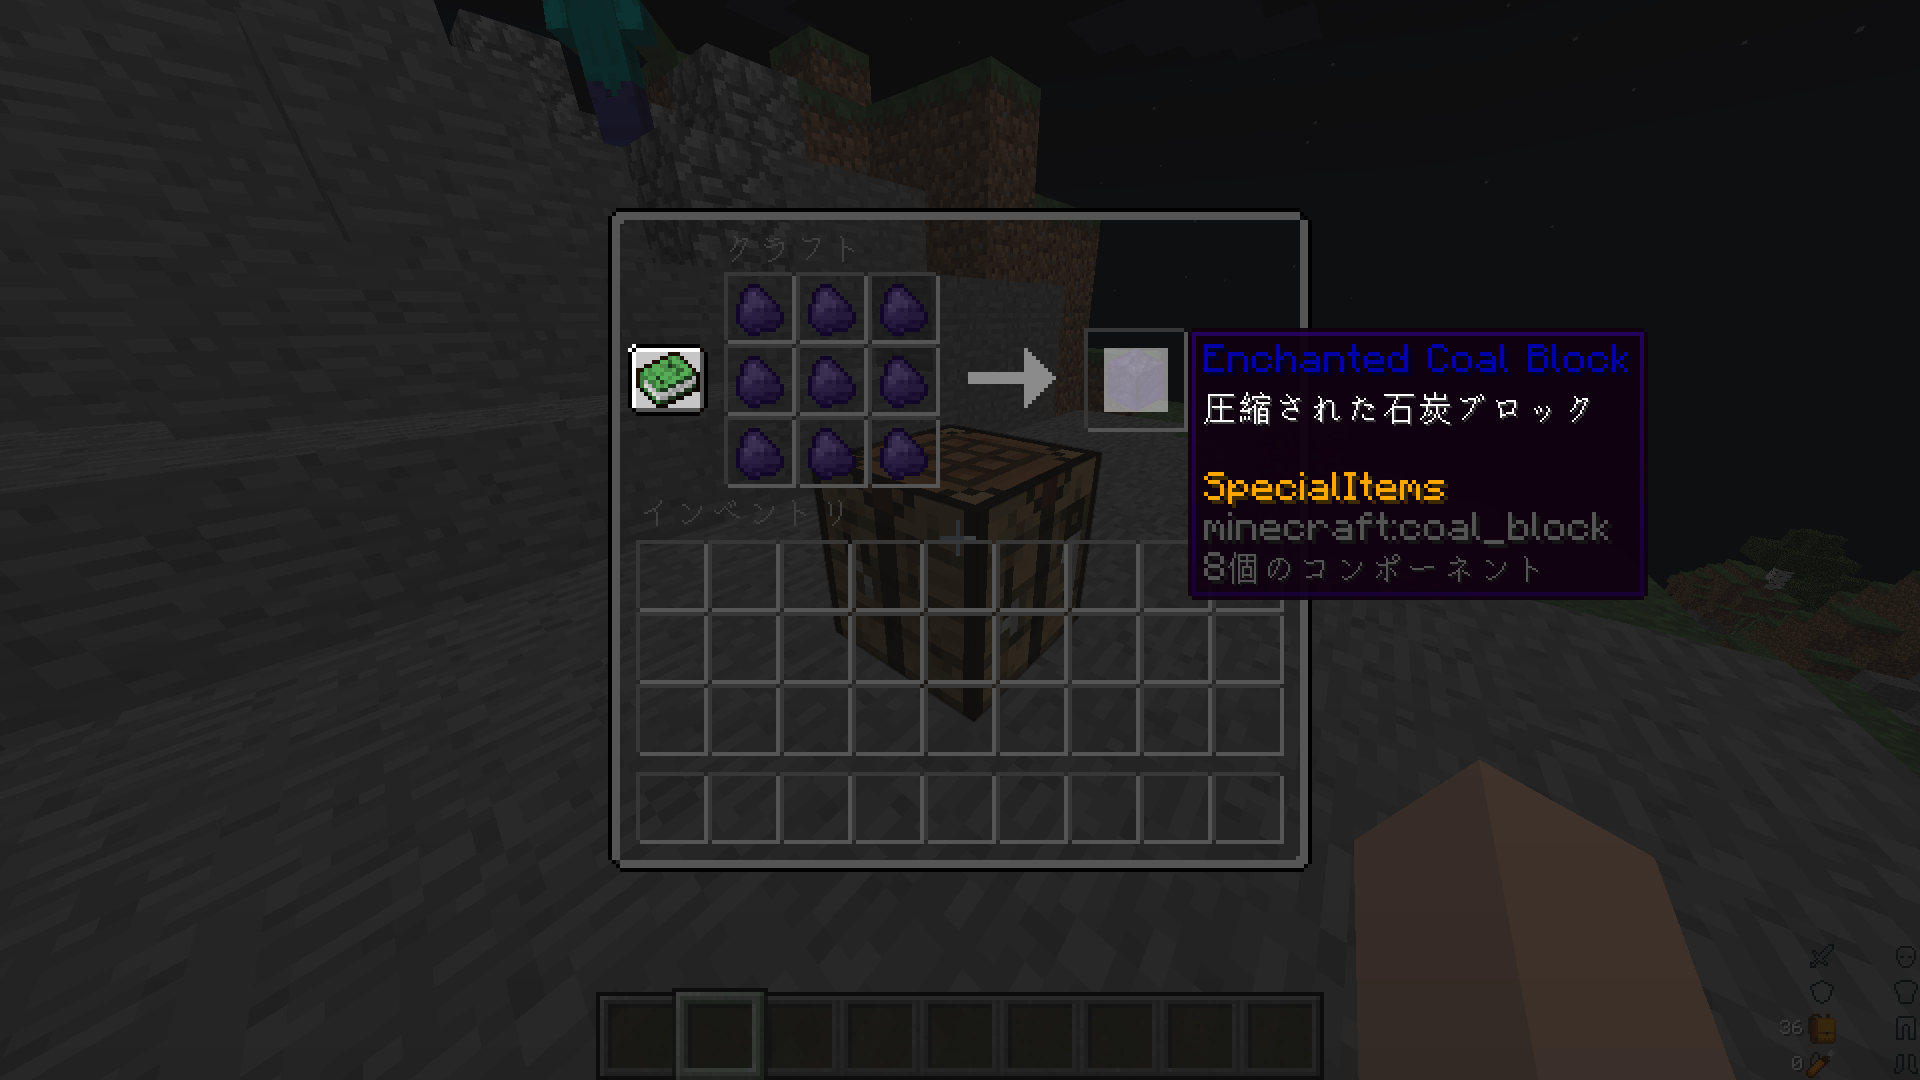 クラフト
Enchanted Coal Block
圧縮された石炭ブロック
SpecialItems
minecraft:coal_block
8個のコンポーネント
インベントリ
36
0